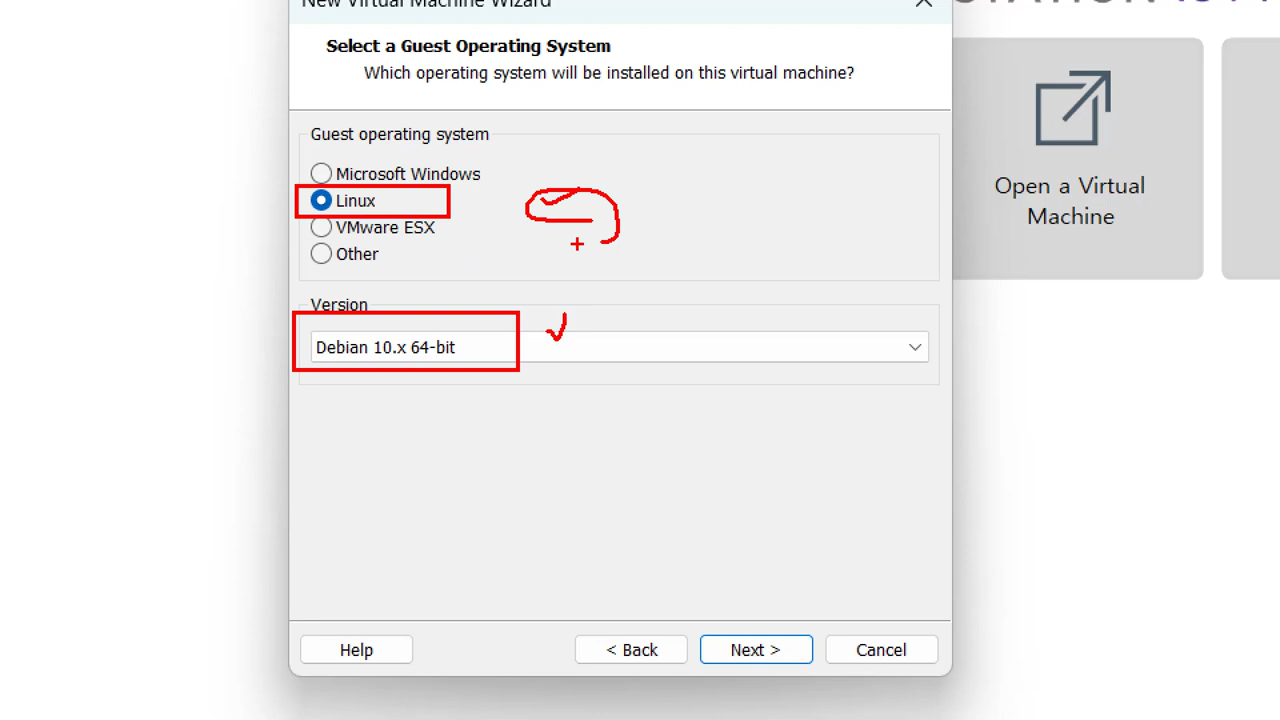 New Virtual Machine Wizard
Select a Guest Operating System
Which operating system will be installed on this virtual machine?
Guest operating system
Microsoft Windows
Linux
VMware ESX
Other
Version
Debian 10.x 64-bit
Help
< Back
Next >
Cancel
Open a Virtual
Machine